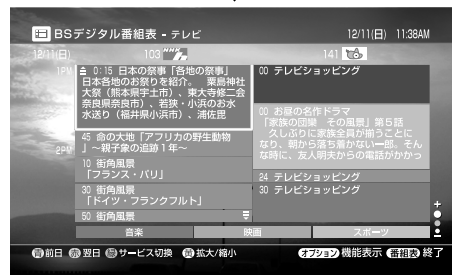 BSデジタル番組表 - テレビ
12/11(日) 11:38AM
12/11(日)
103
141
1PM
0:15 日本の祭事「各地
の祭事」
日本各地のお祭りを紹介。 粟島神社
大祭（熊本県宇土市）、東大寺修二会
奈良県奈良市）、若狭・小浜のお水
水送り（福井県小浜市）、浦佐毘
45 命の大地「アフリカの野生動物
」～親子象の追跡１年～
2PM
10 街角風景
「フランス・パリ」
30 街角風景
「ドイツ・フランクフルト」
50 街角風景
00 テレビショッピング
00 お昼の名作ドラマ
「家族の団欒 その風景」第５話
久しぶりに家族全員が揃うことに
なり、朝から落ち着かない一郎。そん
な時に、友人明夫からの電話がかかっ
24 テレビショッピング
30 テレビショッピング
音楽
映画
スポーツ
青 前日 赤 翌日 緑 サービス切換 黄 拡大/縮小
オプション 機能表示 番組表 終了